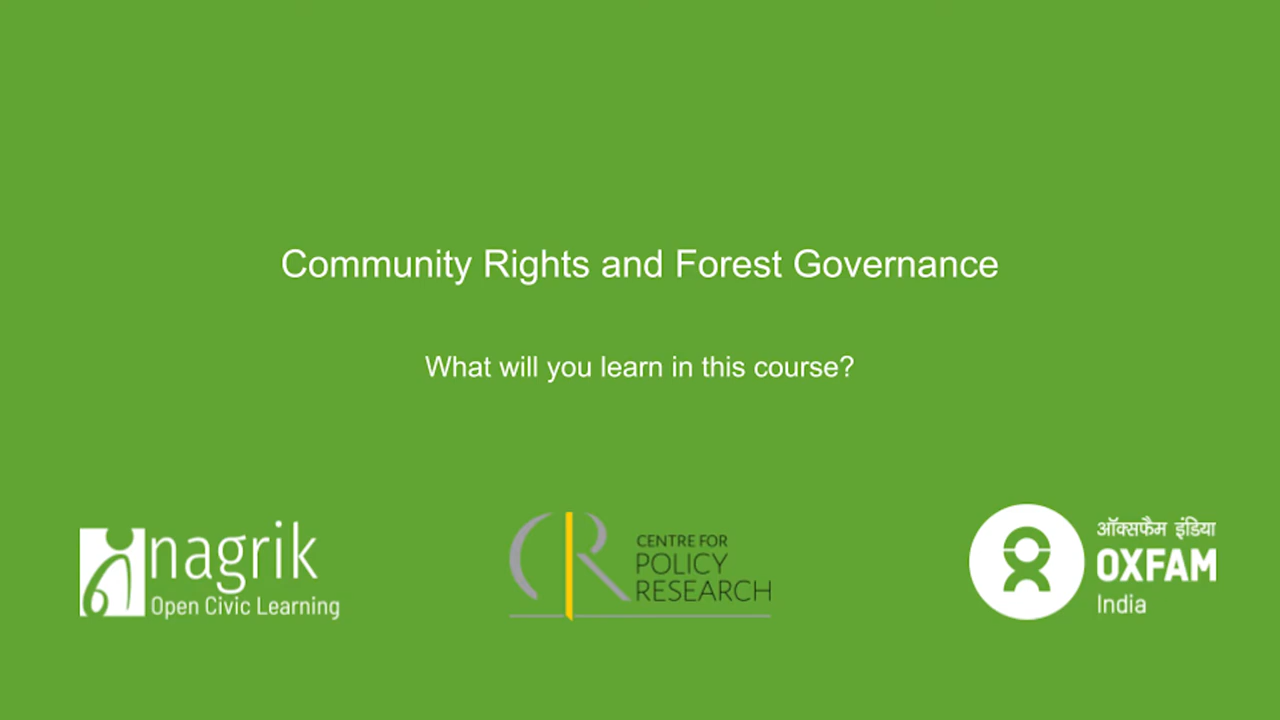 Community Rights and Forest Governance
What will you learn in this course?
nagrik
Open Civic Learning
CENTRE FOR
POLICY
RESEARCH
ऑक्सफैम इंडिया
OXFAM
India